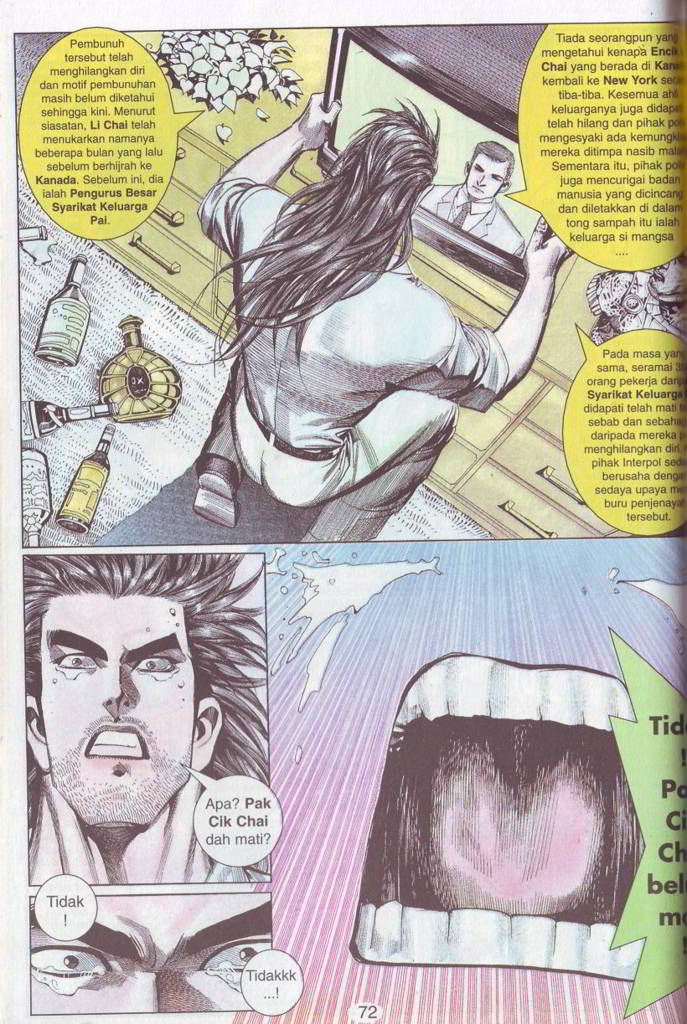 Pembunuh
tersebut telah
menghilangkan diri
dan motif pembunuhan
masih belum diketahui
sehingga kini. Menurut
siasatan, Li Chai telah
menukarkan namanya
beberapa bulan yang lalu
sebelum berhijrah ke
Kanada. Sebelum ini, dia
ialah Pengurus Besar
Syarikat Keluarga
Pai.
Tiada seorangpun yang
mengetahui kenapa Encik
Chai yang berada di
kembali ke New York
tiba-tiba. Kesemua
keluarganya juga
telah hilang dan pihak
mengesyaki ada
mereka ditimpa nasib
Sementara itu, pihak
juga mencurigai badan
manusia yang dicincang
dan diletakkan di dalam
tong sampah itu ialah
keluarga si mangsa
....
Pada masa yang
sama, seramai
orang pekerja
Syarikat Keluarga
didapati telah mati
sebab dan
daripada mereka
menghilangkan diri,
pihak Interpol
berusaha
sedaya upaya
buru
tersebut.
Apa? Pak
Cik Chai
dah mati?
Tidak
!
Tidakkk
...!
!
!
72